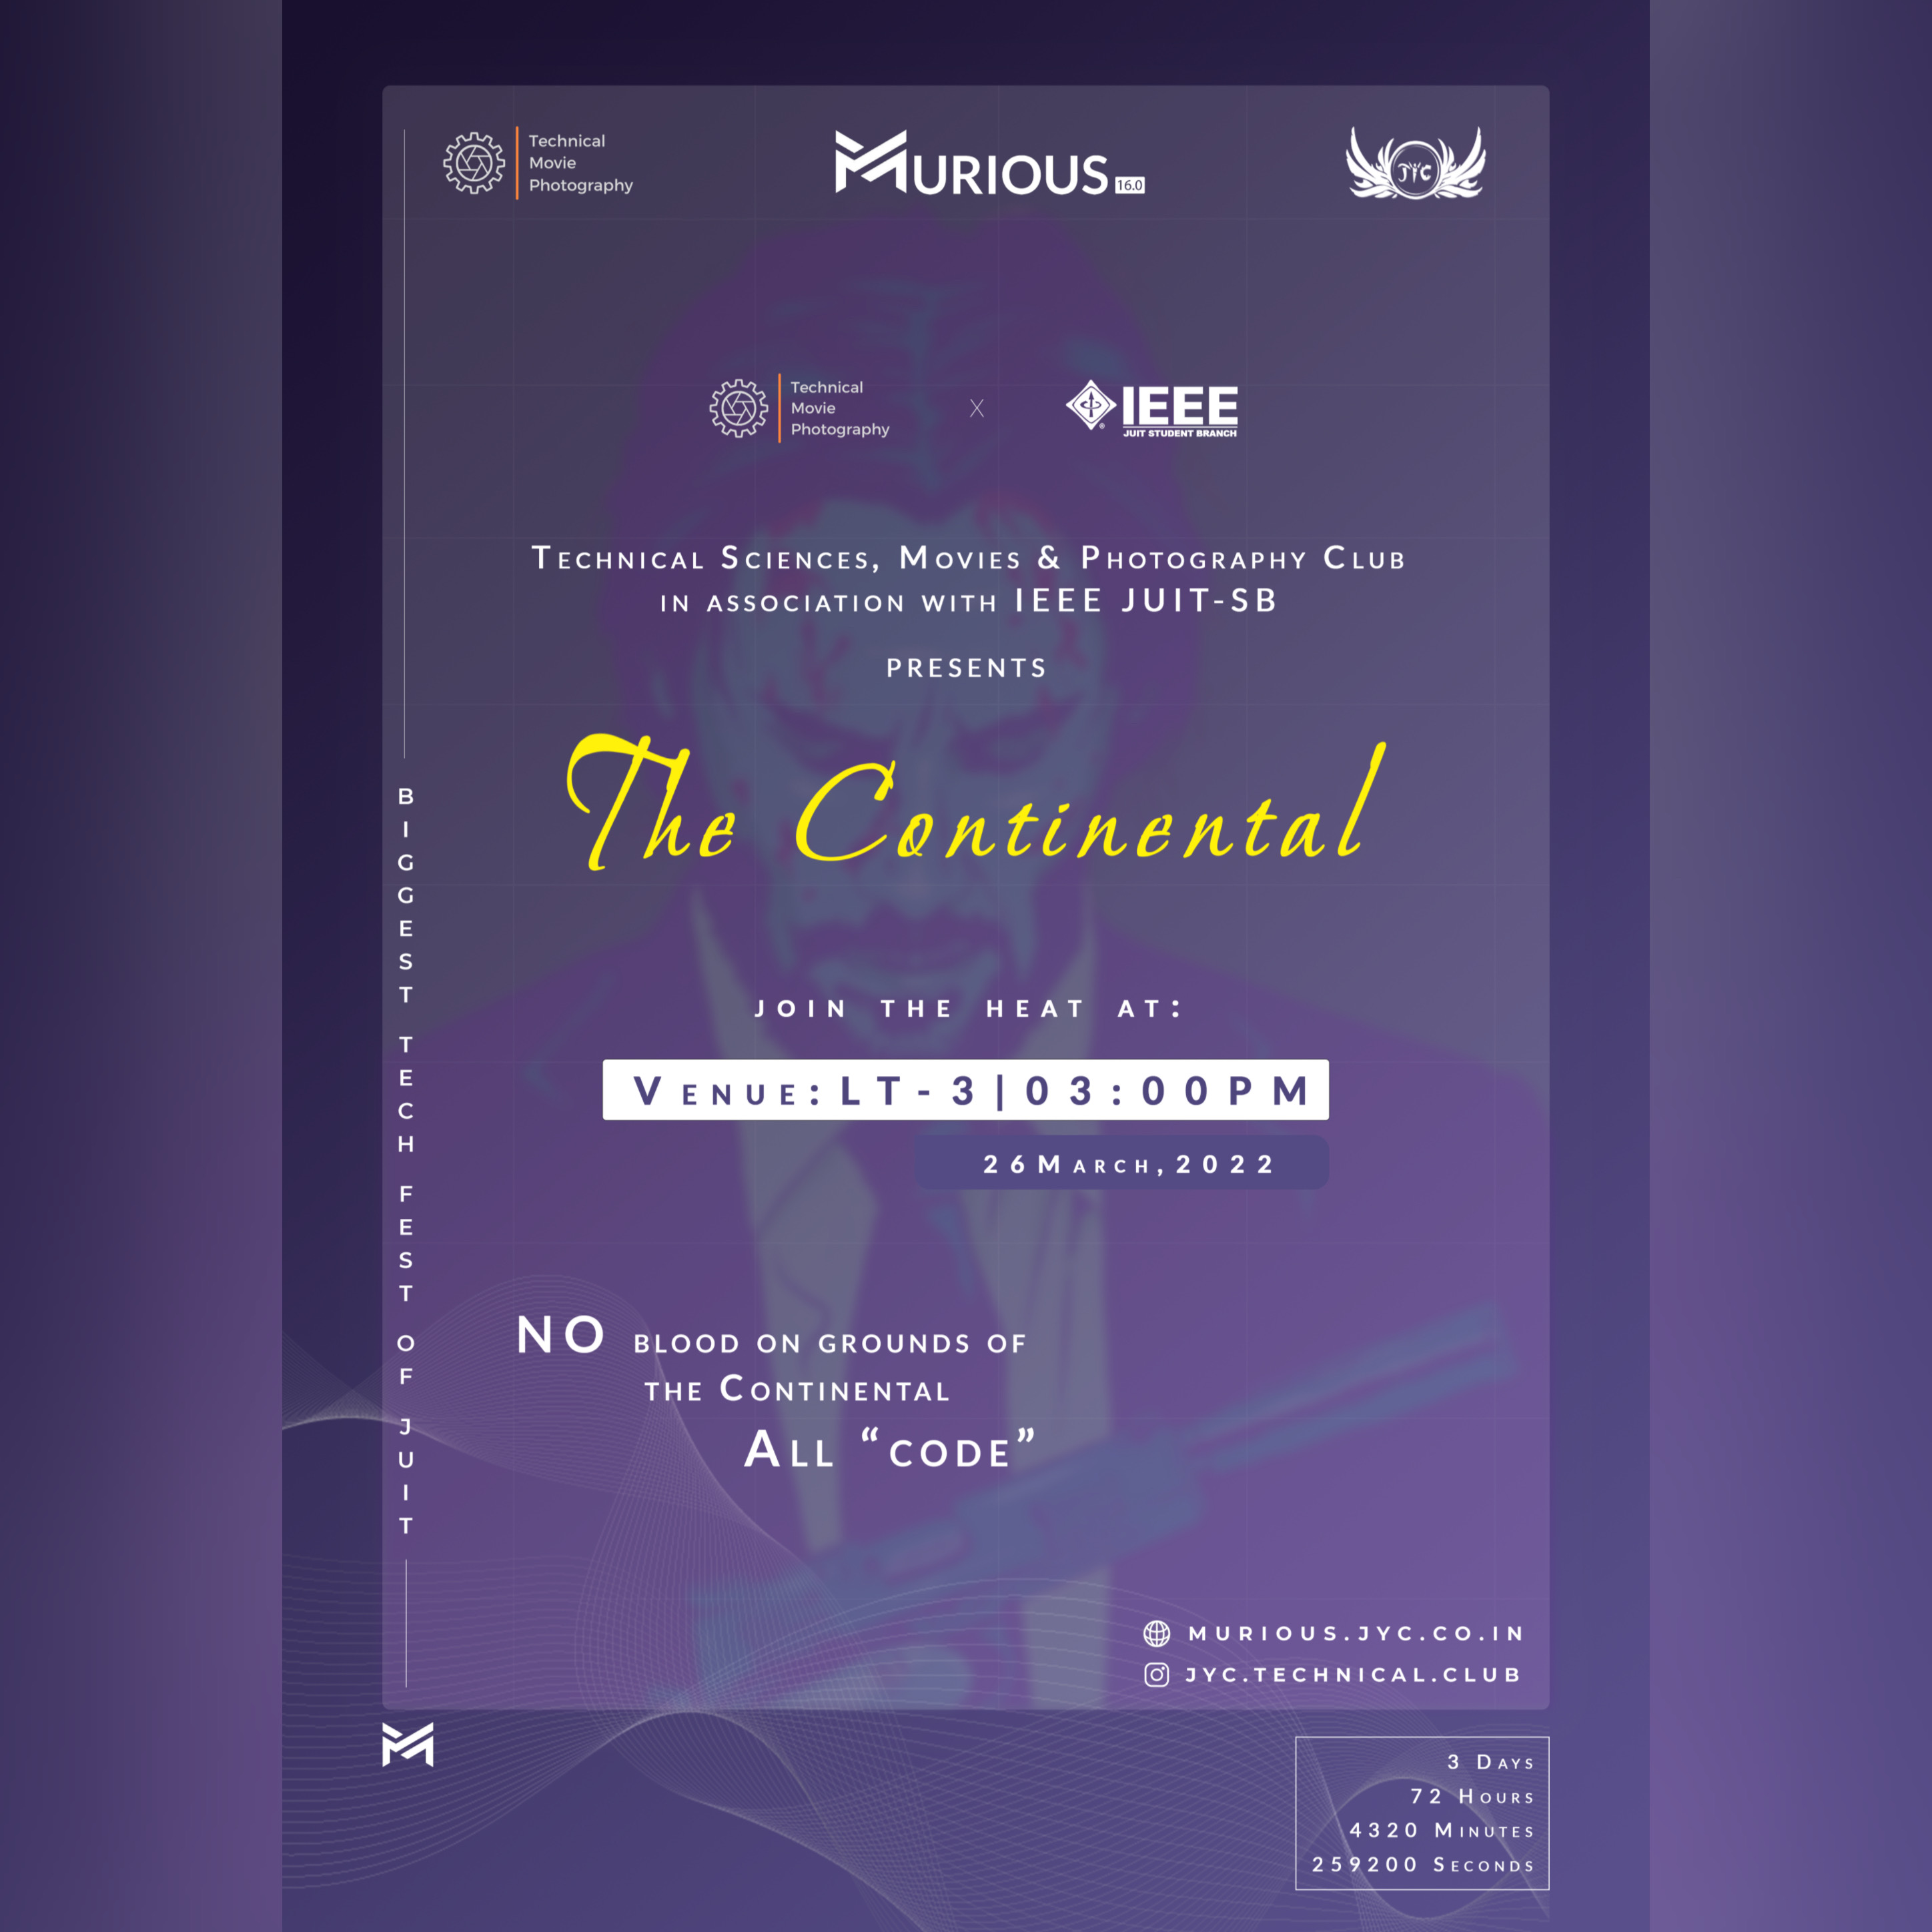 Technical
Movie
Photography
MURIOUS 16.0
JYC
Technical
Movie
Photography
X
IEEE
JUIT STUDENT BRANCH
Technical Sciences, Movies & Photography Club
in association with IEEE JUIT-SB
presents
The Continental
JOIN THE HEAT AT:
Venue:LT-3|03:00PM
26March,2022
BIGGEST TECH FEST OF JUIT
NO blood on grounds of
the Continental
All “code”
MURIOUS.JYC.CO.IN
JYC.TECHNICAL.CLUB
3 Days
72 Hours
4320 Minutes
259200 Seconds